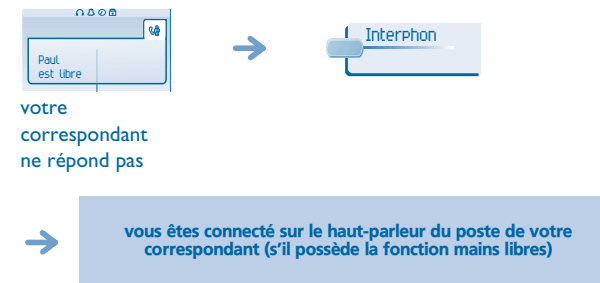 Paul
est libre
Interphon
votre
correspondant
ne répond pas
vous êtes connecté sur le haut-parleur du poste de votre
correspondant (s'il possède la fonction mains libres)